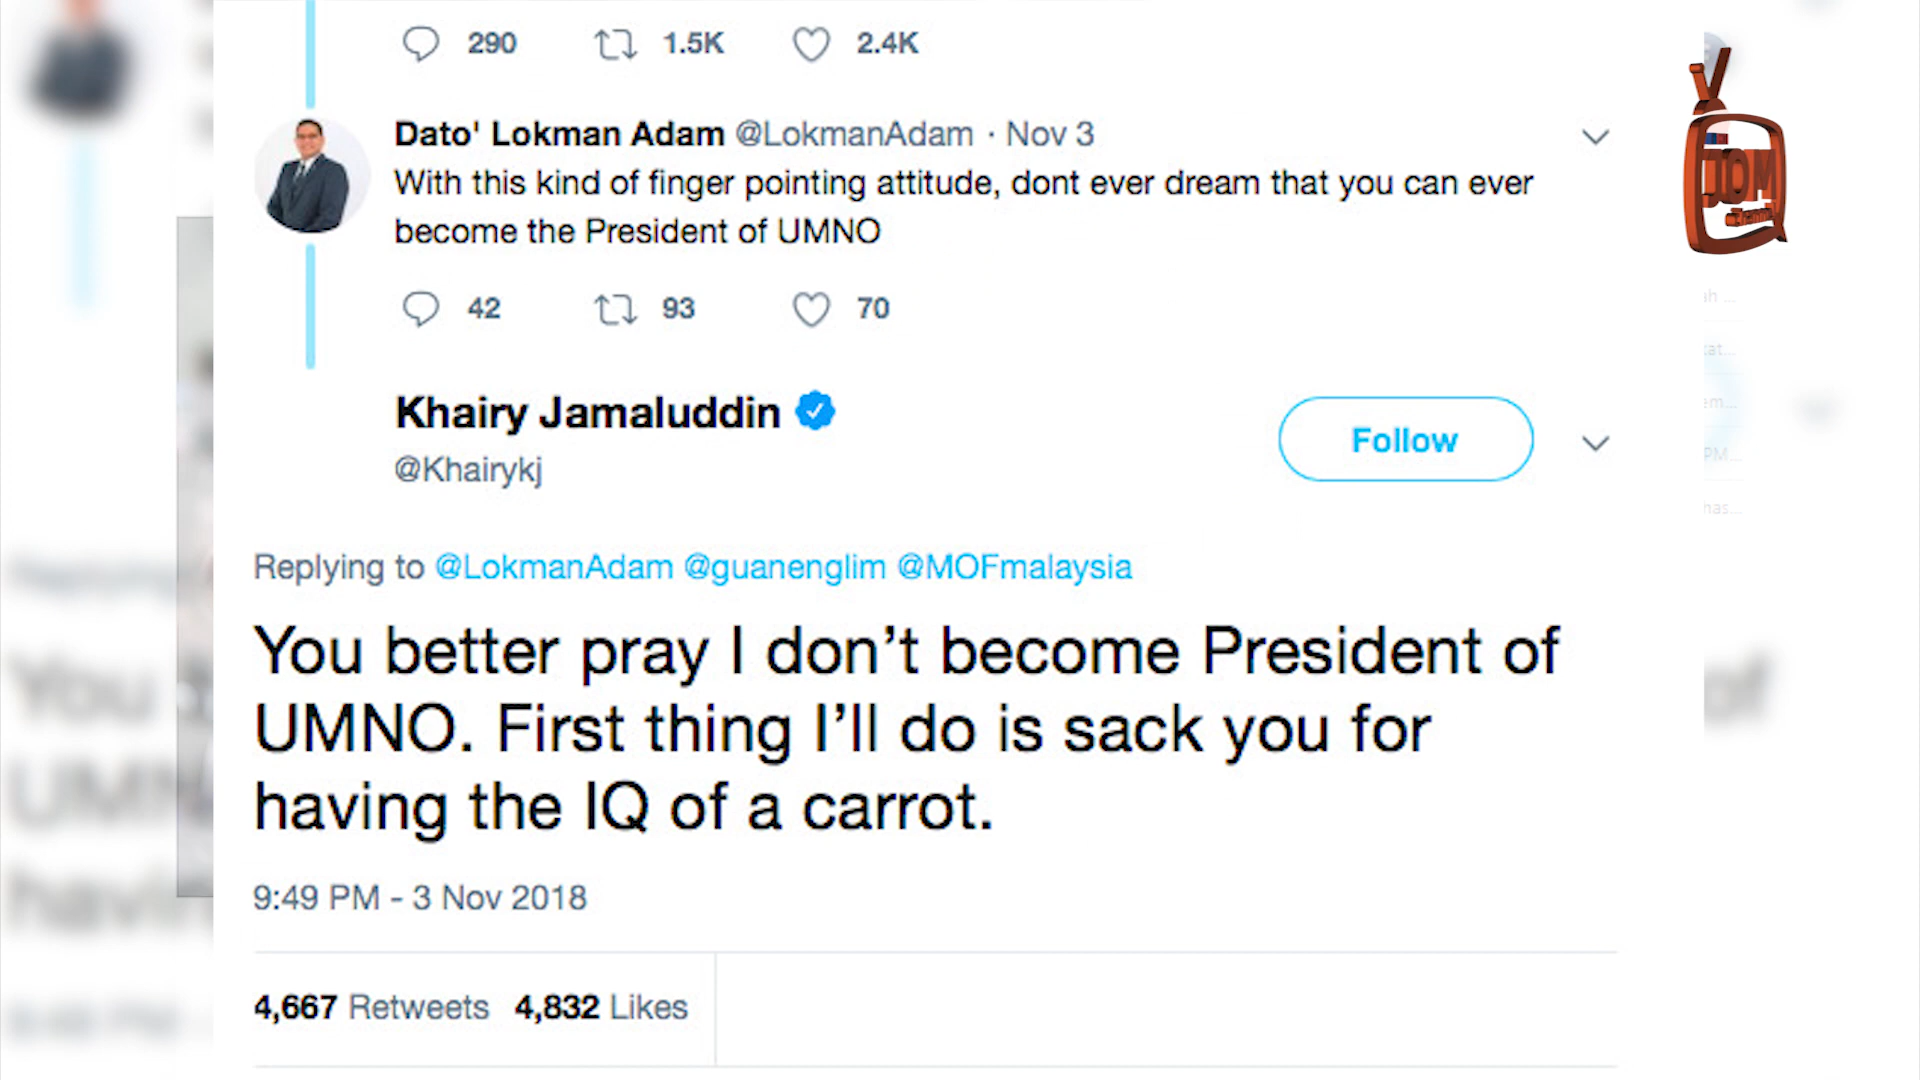 290 1.5K 2.4K
Dato' Lokman Adam @LokmanAdam · Nov 3
With this kind of finger pointing attitude, dont ever dream that you can ever
become the President of UMNO
42 93 70
Khairy Jamaluddin
@Khairykj
Follow
Replying to @LokmanAdam @guanenglim @MOFmalaysia
You better pray I don't become President of
UMNO. First thing I'll do is sack you for
having the IQ of a carrot.
9:49 PM - 3 Nov 2018
4,667 Retweets 4,832 Likes
JOM